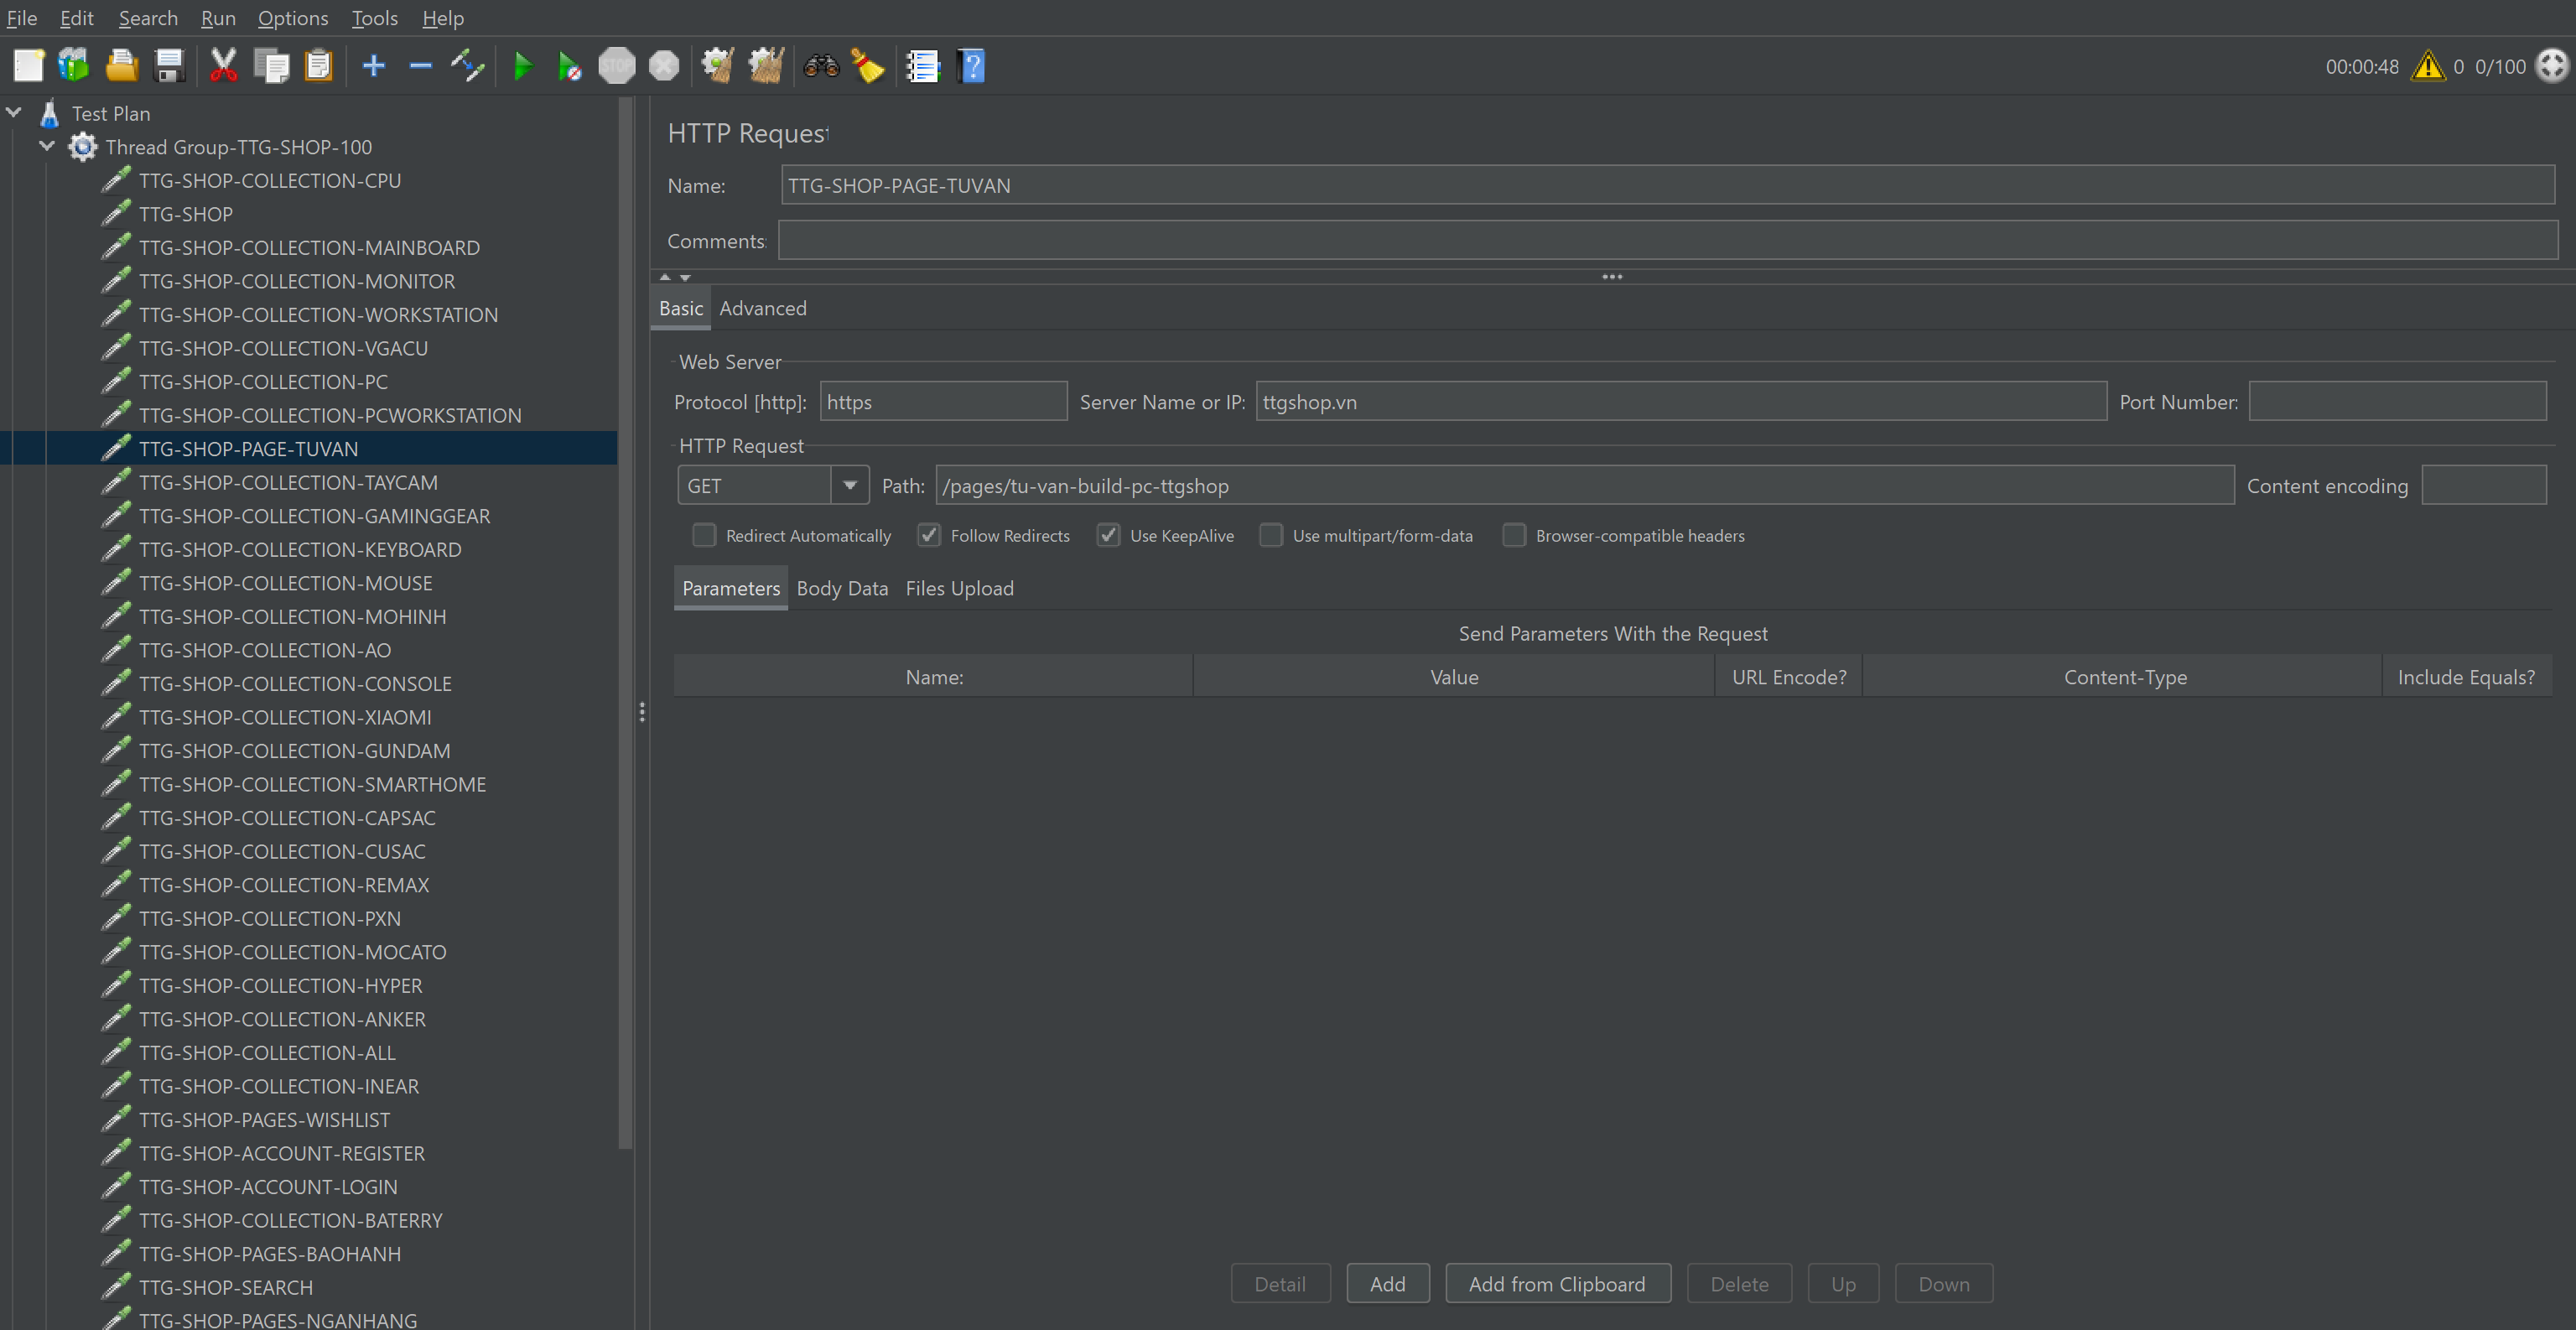 File Edit Search Run Options Tools Help
STOP
00:00:48 0 0/100
Test Plan
Thread Group-TTG-SHOP-100
TTG-SHOP-COLLECTION-CPU
TTG-SHOP
TTG-SHOP-COLLECTION-MAINBOARD
TTG-SHOP-COLLECTION-MONITOR
TTG-SHOP-COLLECTION-WORKSTATION
TTG-SHOP-COLLECTION-VGACU
TTG-SHOP-COLLECTION-PC
TTG-SHOP-COLLECTION-PCWORKSTATION
TTG-SHOP-PAGE-TUVAN
TTG-SHOP-COLLECTION-TAYCAM
TTG-SHOP-COLLECTION-GAMINGGEAR
TTG-SHOP-COLLECTION-KEYBOARD
TTG-SHOP-COLLECTION-MOUSE
TTG-SHOP-COLLECTION-MOHINH
TTG-SHOP-COLLECTION-AO
TTG-SHOP-COLLECTION-CONSOLE
TTG-SHOP-COLLECTION-XIAOMI
TTG-SHOP-COLLECTION-GUNDAM
TTG-SHOP-COLLECTION-SMARTHOME
TTG-SHOP-COLLECTION-CAPSAC
TTG-SHOP-COLLECTION-CUSAC
TTG-SHOP-COLLECTION-REMAX
TTG-SHOP-COLLECTION-PXN
TTG-SHOP-COLLECTION-MOCATO
TTG-SHOP-COLLECTION-HYPER
TTG-SHOP-COLLECTION-ANKER
TTG-SHOP-COLLECTION-ALL
TTG-SHOP-COLLECTION-INEAR
TTG-SHOP-PAGES-WISHLIST
TTG-SHOP-ACCOUNT-REGISTER
TTG-SHOP-ACCOUNT-LOGIN
TTG-SHOP-COLLECTION-BATERRY
TTG-SHOP-PAGES-BAOHANH
TTG-SHOP-SEARCH
TTG-SHOP-PAGES-NGANHANG
HTTP Request
Name: TTG-SHOP-PAGE-TUVAN
Comments:
Basic Advanced
Web Server
Protocol [http]: https Server Name or IP: ttgshop.vn Port Number:
HTTP Request
GET Path: /pages/tu-van-build-pc-ttgshop Content encoding
Redirect Automatically Follow Redirects Use KeepAlive Use multipart/form-data Browser-compatible headers
Parameters Body Data Files Upload
Send Parameters With the Request
Name: Value URL Encode? Content-Type Include Equals?
Detail Add Add from Clipboard Delete Up Down